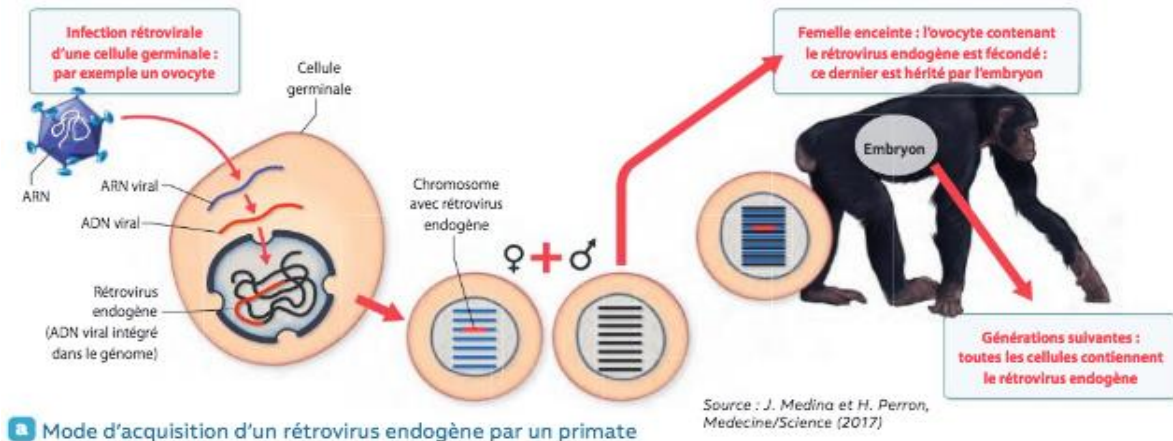 Infection rétrovirale
d'une cellule germinale :
par exemple un ovocyte
Cellule
germinale
ARN
ARN viral
ADN viral
Rétrovirus
endogène
(ADN viral intégré
dans le génome)
Chromosome
avec rétrovirus
endogène
♀ + ♂
Femelle enceinte : l'ovocyte contenant
le rétrovirus endogène est fécondé :
ce dernier est hérité par l'embryon
Embryon
Générations suivantes :
toutes les cellules contiennent
le rétrovirus endogène
Source : J. Medina et H. Perron,
Medecine/Science (2017)
a Mode d'acquisition d'un rétrovirus endogène par un primate